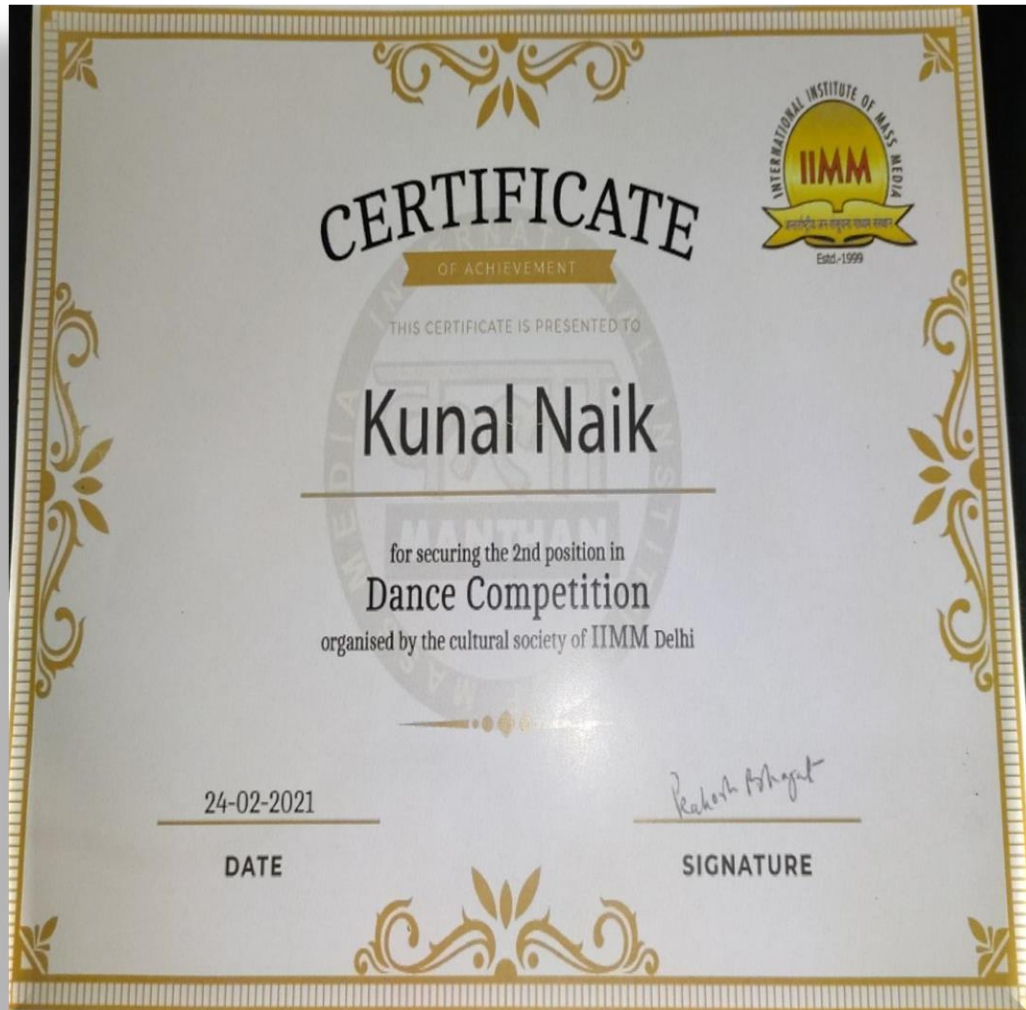 INTERNATIONAL INSTITUTE OF MASS MEDIA
IIMM
Estd.-1999
CERTIFICATE
OF ACHIEVEMENT
THIS CERTIFICATE IS PRESENTED TO
Kunal Naik
MANTHAN
for securing the 2nd position in
Dance Competition
organised by the cultural society of IIMM Delhi
24-02-2021
DATE
SIGNATURE